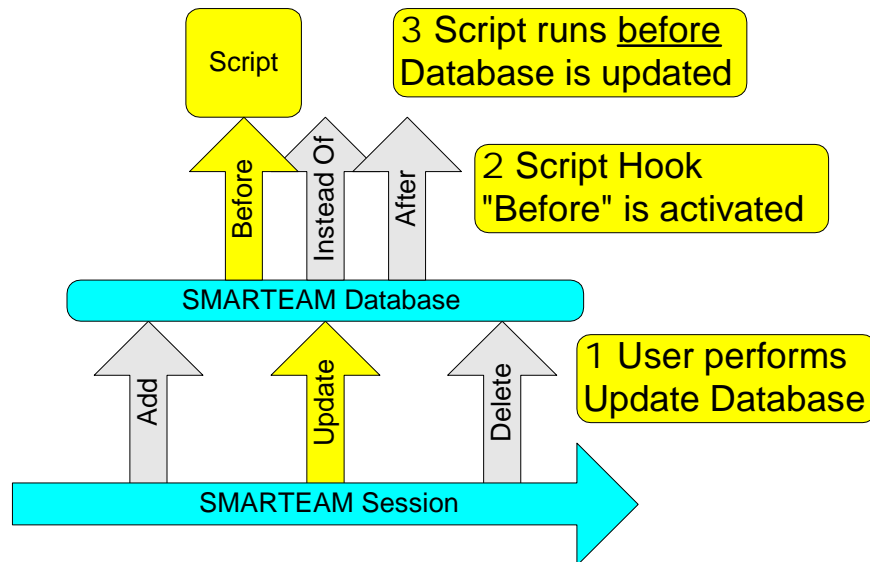 Script
3 Script runs before
Database is updated
Before
Instead Of
After
2 Script Hook
"Before" is activated
SMARTEAM Database
1 User performs
Update Database
Add
Update
Delete
SMARTEAM Session